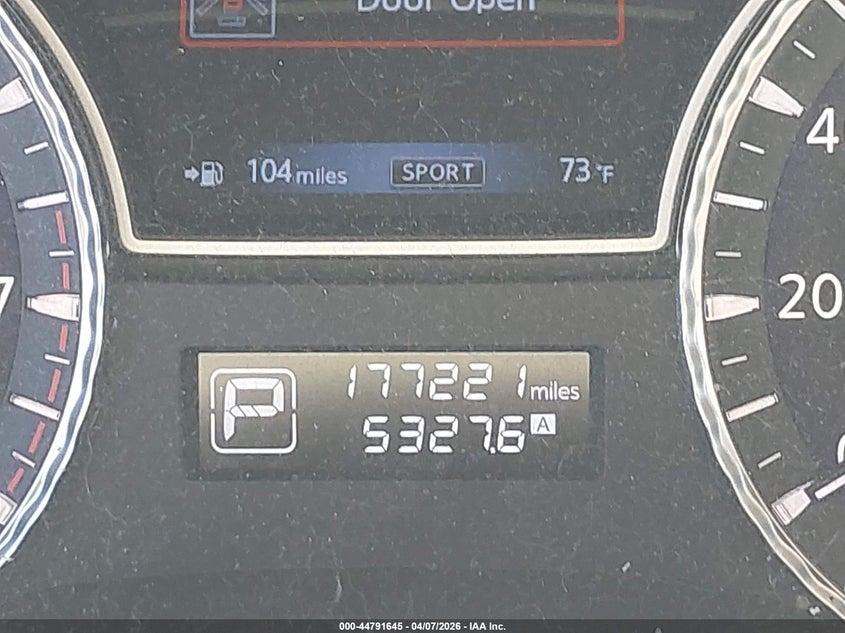 Door Open
104 miles SPORT 73°F
7
4
20
P
177221 miles
5327.6 A
000-44791645 - 04/07/2026 - IAA Inc.